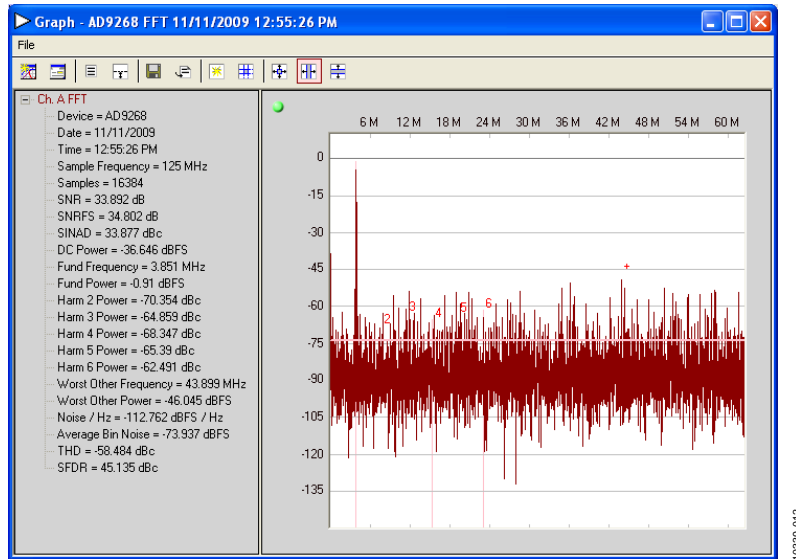 Graph - AD9268 FFT 11/11/2009 12:55:26 PM
File
Ch. A FFT
Device = AD9268
Date = 11/11/2009
Time = 12:55:26 PM
Sample Frequency = 125 MHz
Samples = 16384
SNR = 33.892 dB
SNRFS = 34.802 dB
SINAD = 33.877 dBc
DC Power = -36.646 dBFS
Fund Frequency = 3.851 MHz
Fund Power = -0.91 dBFS
Harm 2 Power = -70.354 dBc
Harm 3 Power = -64.859 dBc
Harm 4 Power = -68.347 dBc
Harm 5 Power = -65.39 dBc
Harm 6 Power = -62.491 dBc
Worst Other Frequency = 43.899 MHz
Worst Other Power = -46.045 dBFS
Noise / Hz = -112.762 dBFS / Hz
Average Bin Noise = -73.937 dBFS
THD = -58.484 dBc
SFDR = 45.135 dBc
6 M 12 M 18 M 24 M 30 M 36 M 42 M 48 M 54 M 60 M
0
-15
-30
-45
-60
-75
-90
-105
-120
-135
2 3 4 5 6
+